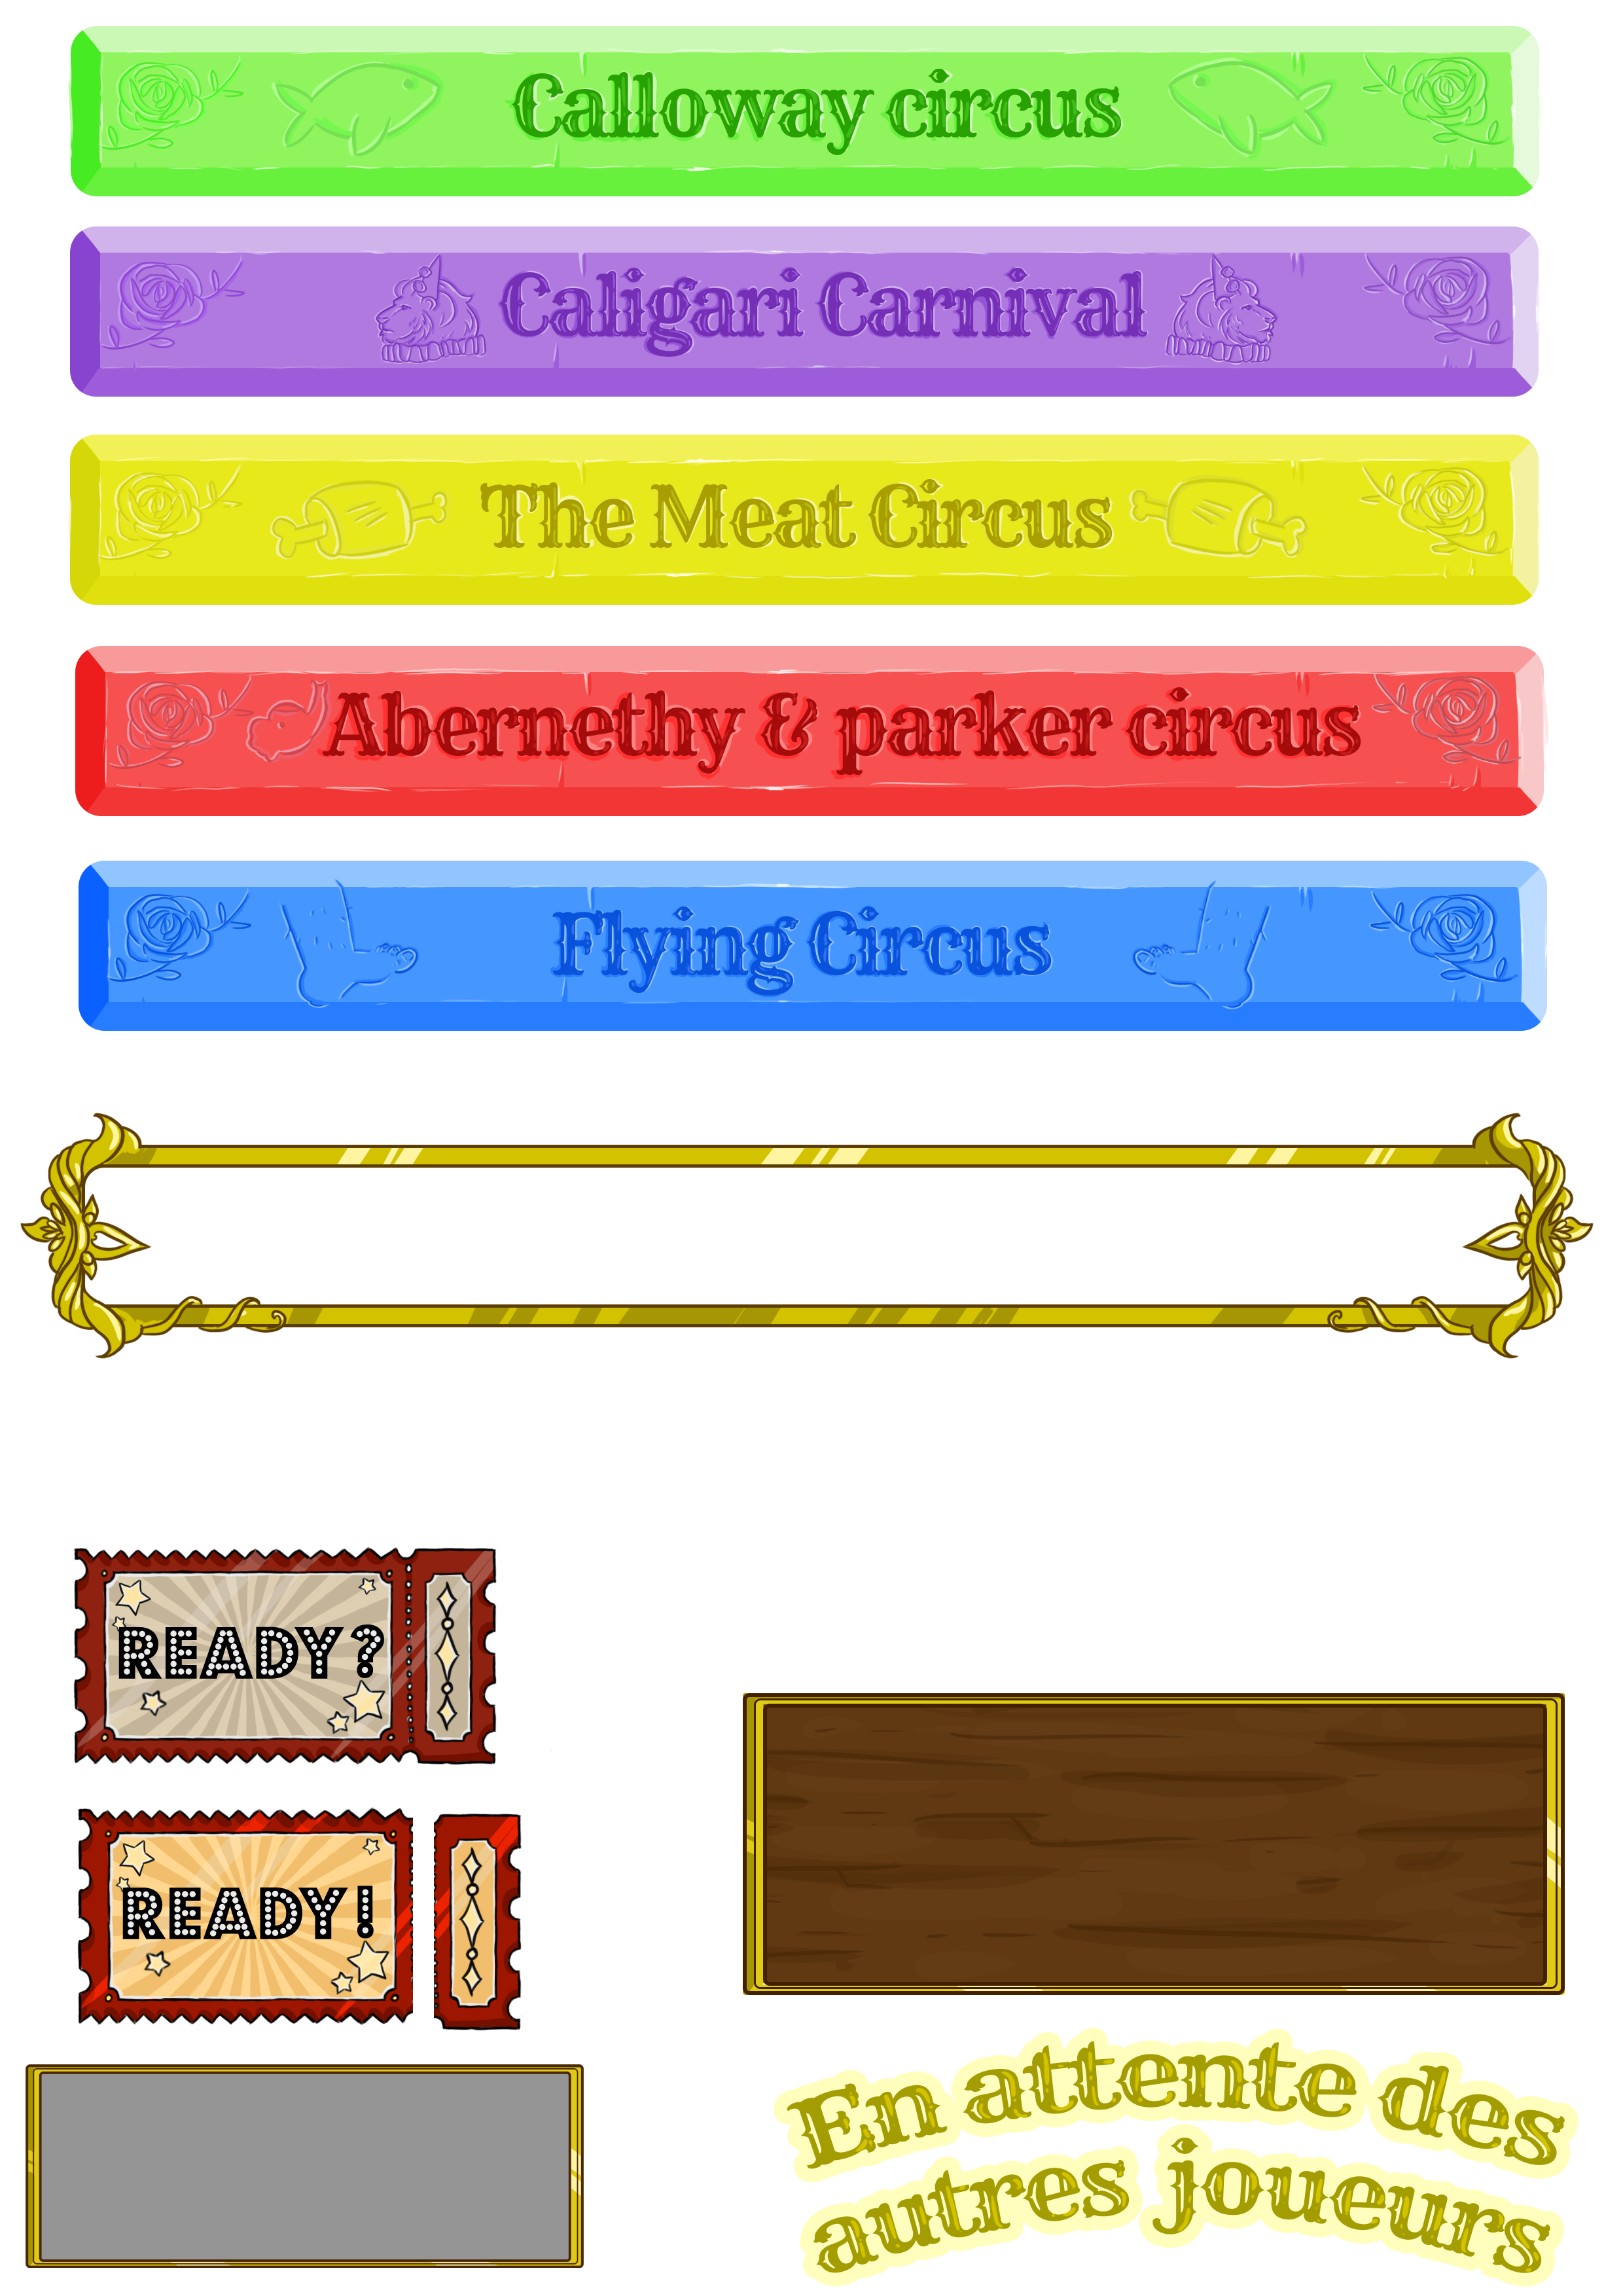 Calloway circus
Caligari Carnival
The Meat Circus
Abernethy & parker circus
Flying Circus
READY?
READY!
En attente des
autres joueurs